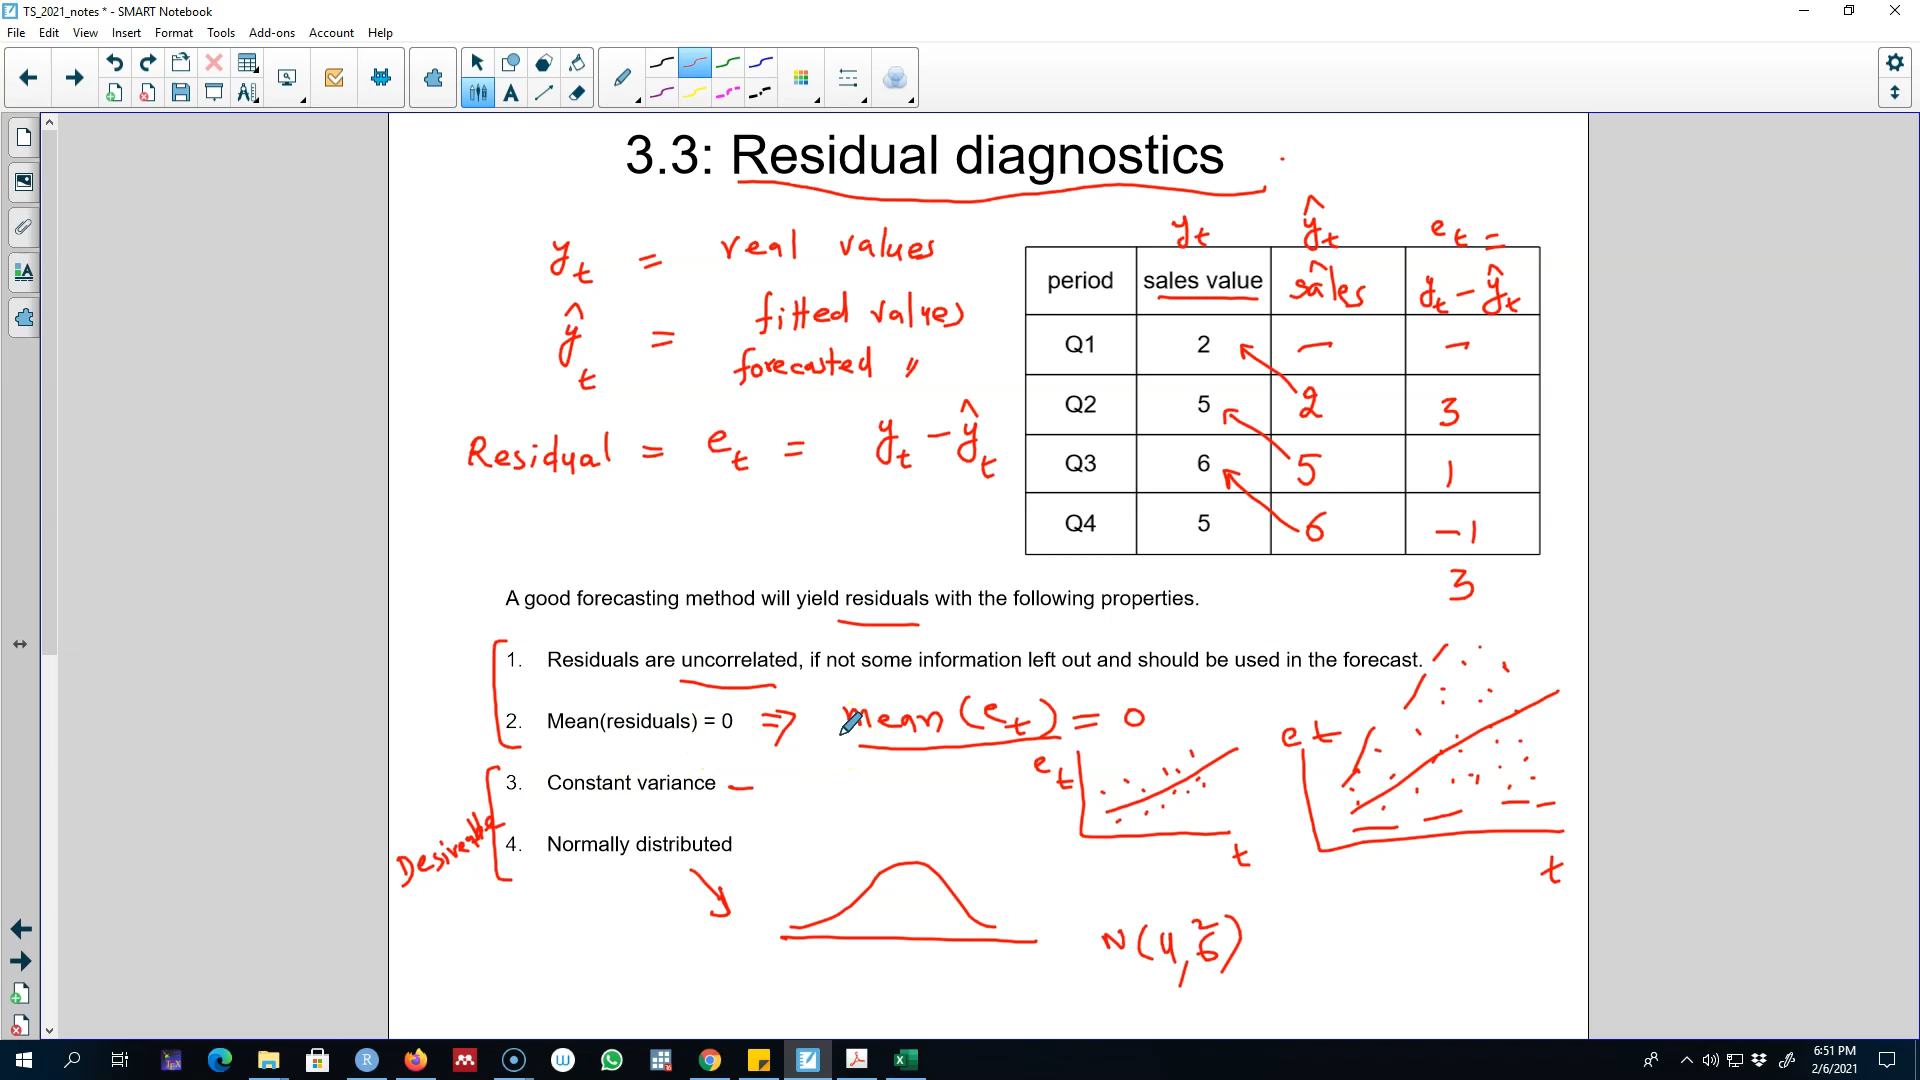 TS_2021_notes * - SMART Notebook
File Edit View Insert Format Tools Add-ons Account Help
3.3: Residual diagnostics
yt = real values
ŷt = fitted values
forecasted "
Residual = et = yt - ŷt
yt ŷt et =
period sales value sales yt - ŷt
Q1 2 - -
Q2 5 2 3
Q3 6 5 1
Q4 5 6 -1
3
A good forecasting method will yield residuals with the following properties.
1. Residuals are uncorrelated, if not some information left out and should be used in the forecast.
2. Mean(residuals) = 0 ⇒ mean (et) = 0
3. Constant variance
4. Normally distributed
Desireable
et
t
et
t
6:51 PM
2/6/2021